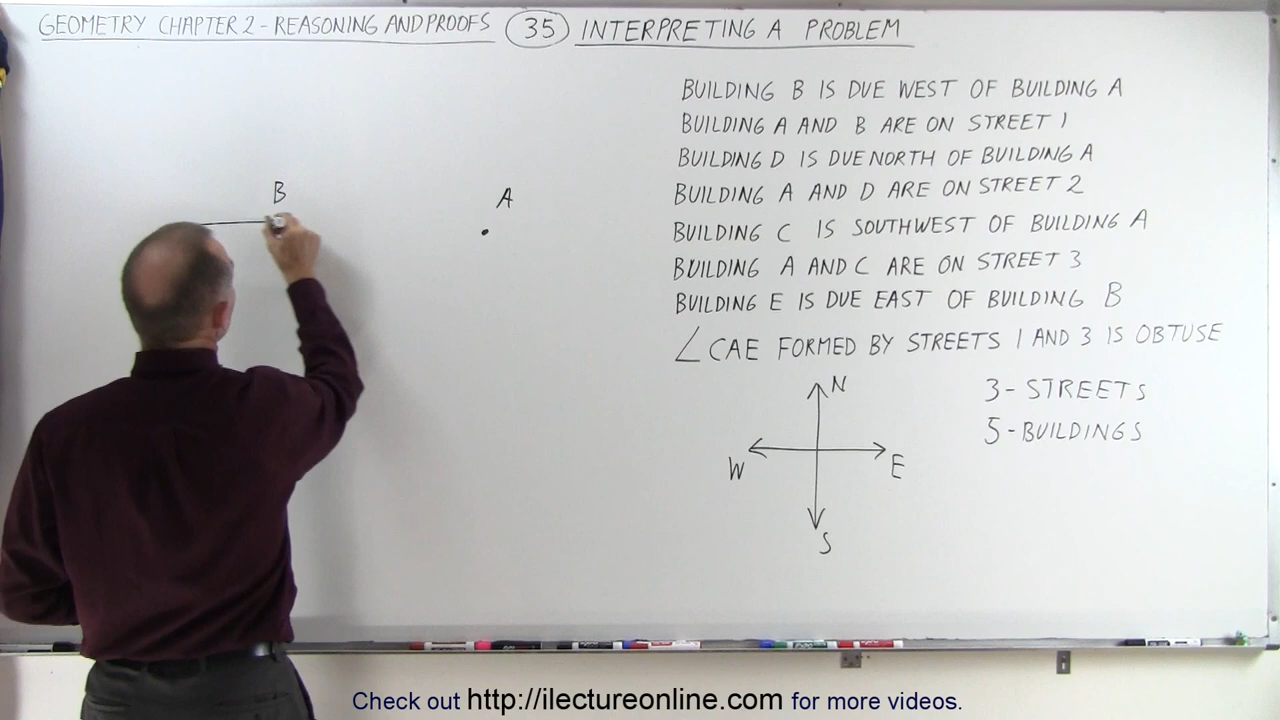 GEOMETRY CHAPTER 2 - REASONING AND PROOFS 35 INTERPRETING A PROBLEM
BUILDING B IS DUE WEST OF BUILDING A
BUILDING A AND B ARE ON STREET 1
BUILDING D IS DUE NORTH OF BUILDING A
BUILDING A AND D ARE ON STREET 2
BUILDING C IS SOUTHWEST OF BUILDING A
BUILDING A AND C ARE ON STREET 3
BUILDING E IS DUE EAST OF BUILDING B
∠CAE FORMED BY STREETS 1 AND 3 IS OBTUSE
B
A
N
W
E
S
3- STREETS
5-BUILDINGS
Check out http://ilectureonline.com for more videos.